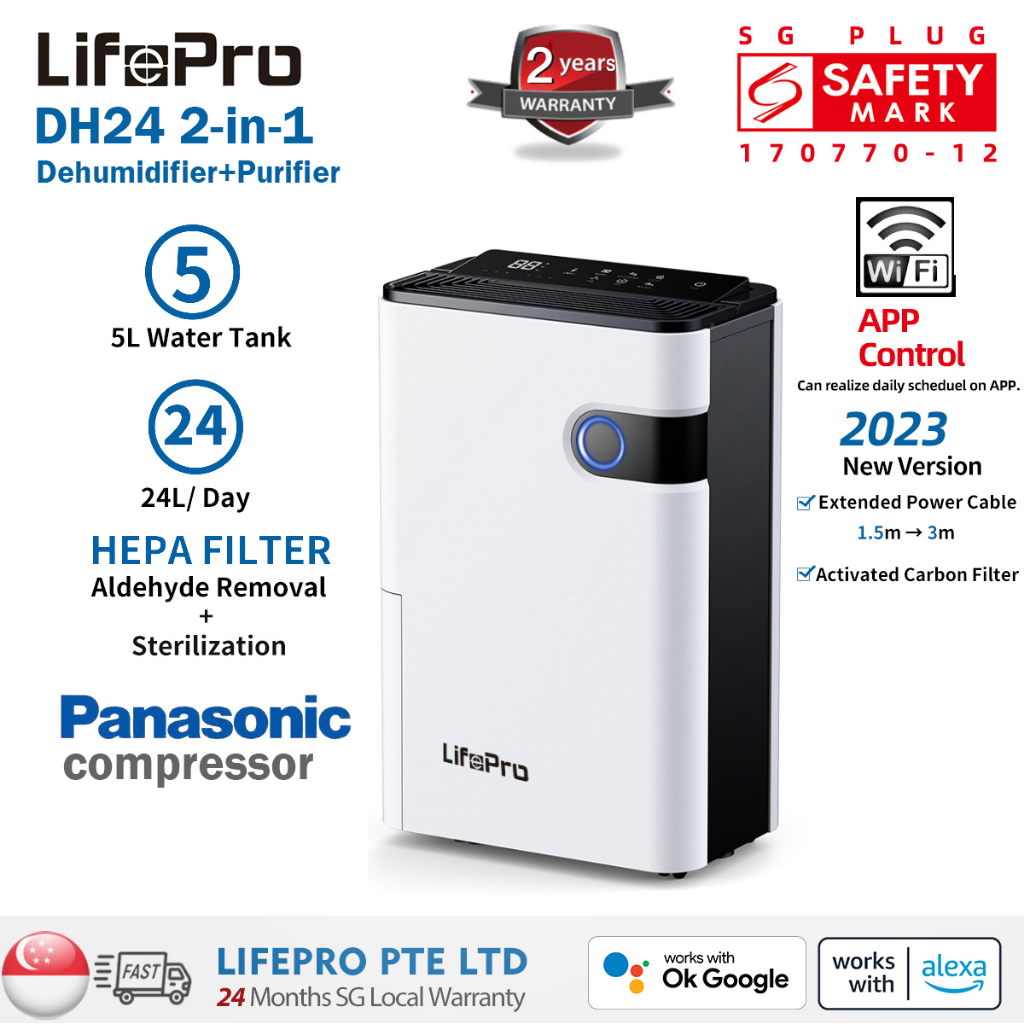 LifePro
DH24 2-in-1
Dehumidifier+Purifier
2 years
WARRANTY
SG PLUG
SAFETY
MARK
170770-12
5
5L Water Tank
24
24L/ Day
HEPA FILTER
Aldehyde Removal
+
Sterilization
Panasonic
compressor
88
LifePro
Wi Fi
APP
Control
Can realize daily scheduel on APP.
2023
New Version
Extended Power Cable
1.5m → 3m
Activated Carbon Filter
FAST
LIFEPRO PTE LTD
24 Months SG Local Warranty
works with
Ok Google
works
with
alexa